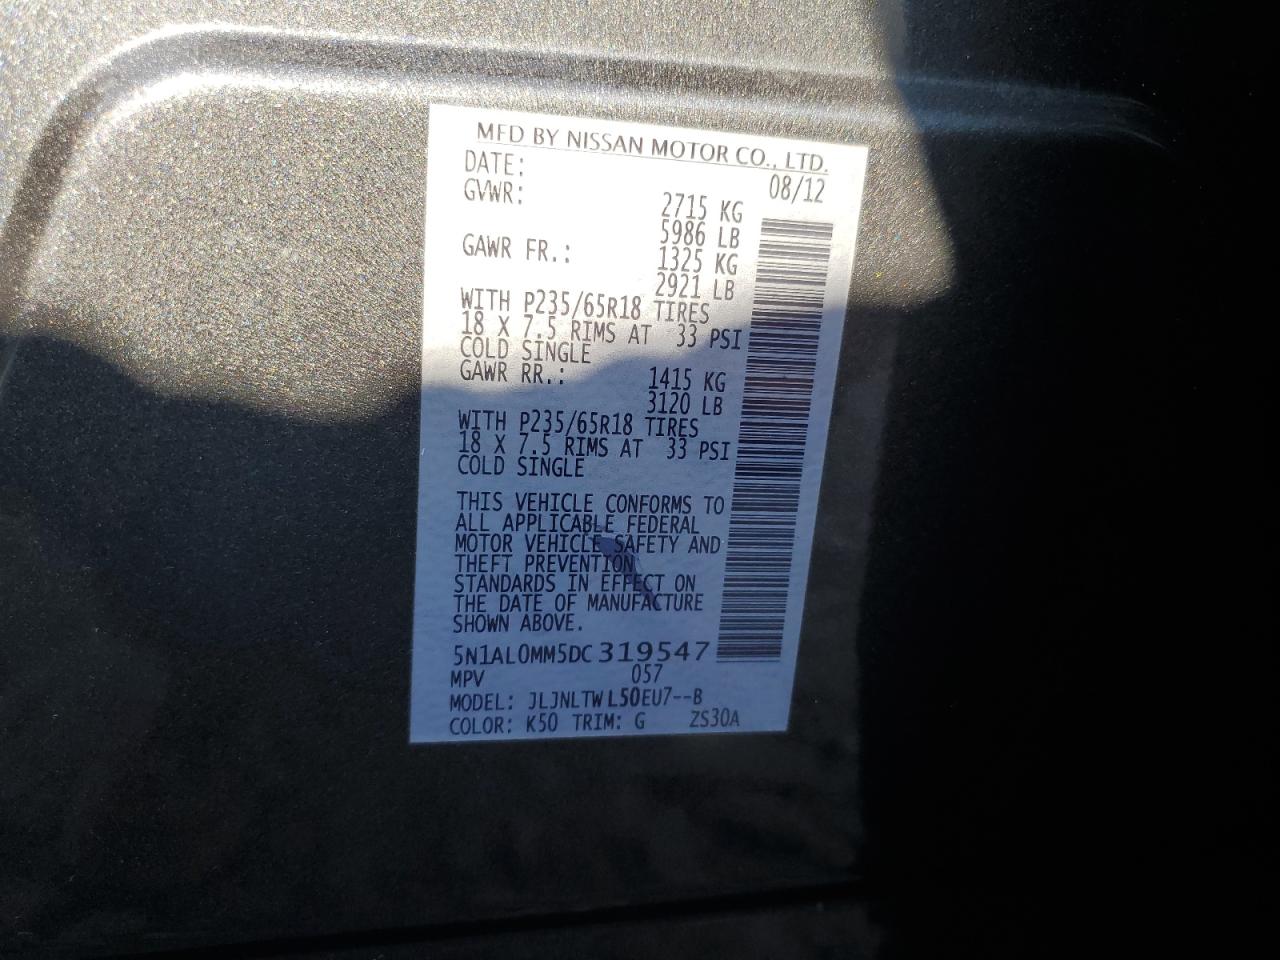 MFD BY NISSAN MOTOR CO., LTD.
DATE: 08/12
GVWR: 2715 KG
5986 LB
GAWR FR.: 1325 KG
2921 LB
WITH P235/65R18 TIRES
18 X 7.5 RIMS AT 33 PSI
COLD SINGLE
GAWR RR.: 1415 KG
3120 LB
WITH P235/65R18 TIRES
18 X 7.5 RIMS AT 33 PSI
COLD SINGLE
THIS VEHICLE CONFORMS TO
ALL APPLICABLE FEDERAL
MOTOR VEHICLE SAFETY AND
THEFT PREVENTION
STANDARDS IN EFFECT ON
THE DATE OF MANUFACTURE
SHOWN ABOVE.
5N1AL0MM5DC319547
MPV 057
MODEL: JLJNLTWL50EU7--B
COLOR: K50 TRIM: G ZS30A